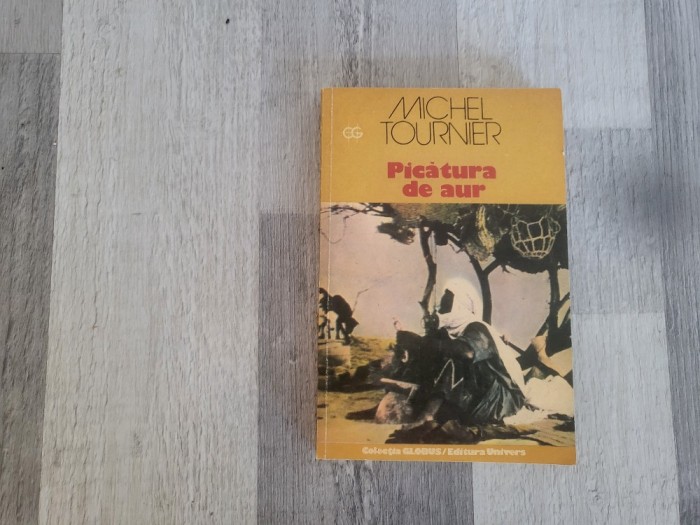 MICHEL
TOURNIER
CG
Picătura
de aur
Colecția GLOBUS/Editura Univers